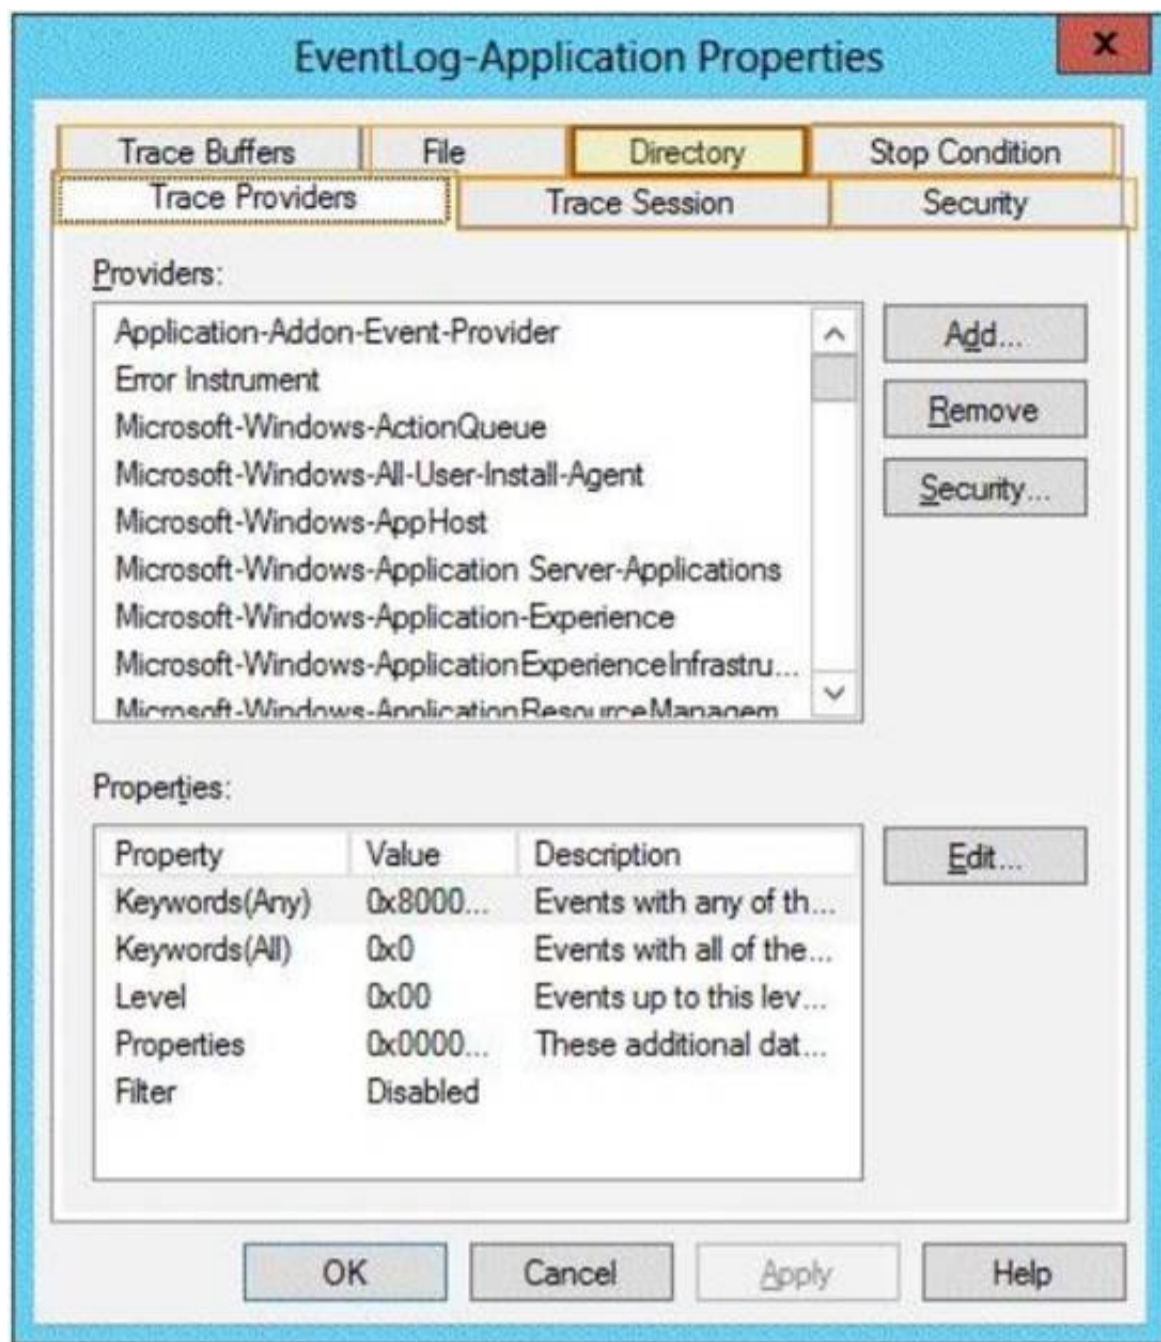 EventLog-Application Properties
x
Trace Buffers File Directory Stop Condition
Trace Providers Trace Session Security
Providers:
Application-Addon-Event-Provider
Error Instrument
Microsoft-Windows-ActionQueue
Microsoft-Windows-All-User-Install-Agent
Microsoft-Windows-AppHost
Microsoft-Windows-Application Server-Applications
Microsoft-Windows-Application-Experience
Microsoft-Windows-ApplicationExperienceInfrastru...
Microsoft-Windows-ApplicationResourceManagem
Add...
Remove
Security...
Properties:
Property Value Description
Keywords(Any) 0x8000... Events with any of th...
Keywords(All) 0x0 Events with all of the...
Level 0x00 Events up to this lev...
Properties 0x0000... These additional dat...
Filter Disabled
Edit...
OK Cancel Apply Help